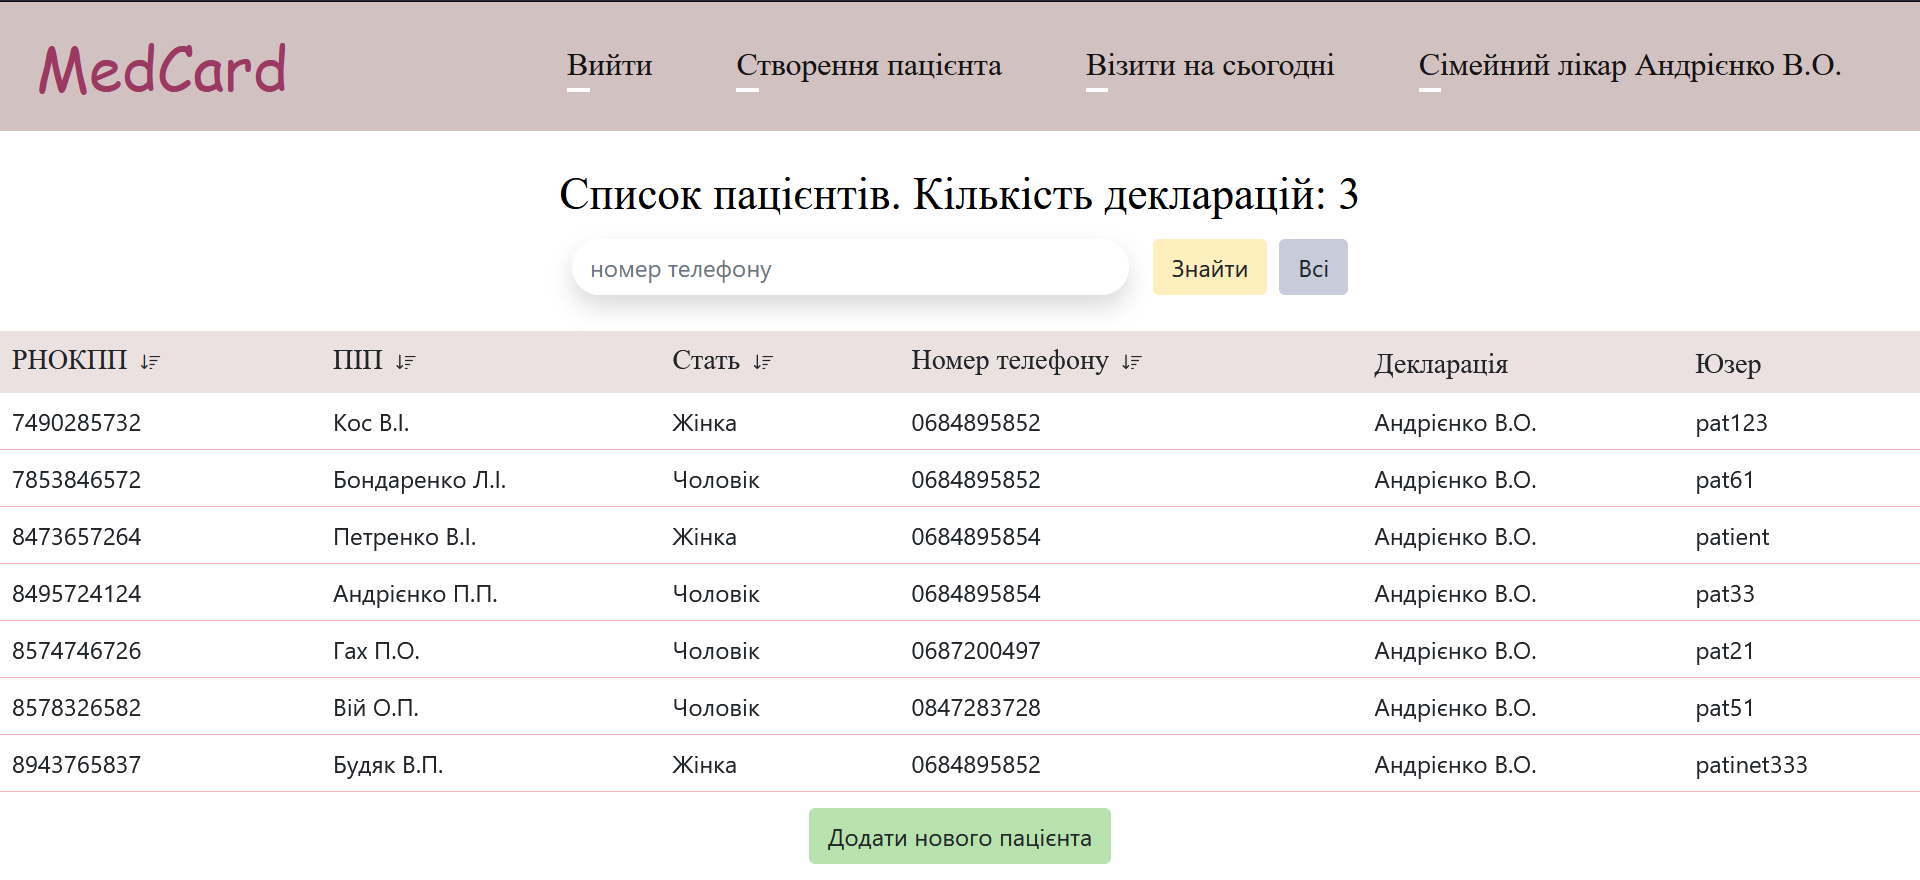 MedCard
Вийти Створення пацієнта Візити на сьогодні Сімейний лікар Андрієнко В.О.
Список пацієнтів. Кількість декларацій: 3
номер телефону Знайти Всі
РНОКПП ПІП Стать Номер телефону Декларація Юзер
7490285732 Кос В.І. Жінка 0684895852 Андрієнко В.О. pat123
7853846572 Бондаренко Л.І. Чоловік 0684895852 Андрієнко В.О. pat61
8473657264 Петренко В.І. Жінка 0684895854 Андрієнко В.О. patient
8495724124 Андрієнко П.П. Чоловік 0684895854 Андрієнко В.О. pat33
8574746726 Гах П.О. Чоловік 0687200497 Андрієнко В.О. pat21
8578326582 Вій О.П. Чоловік 0847283728 Андрієнко В.О. pat51
8943765837 Будяк В.П. Жінка 0684895852 Андрієнко В.О. patinet333
Додати нового пацієнта